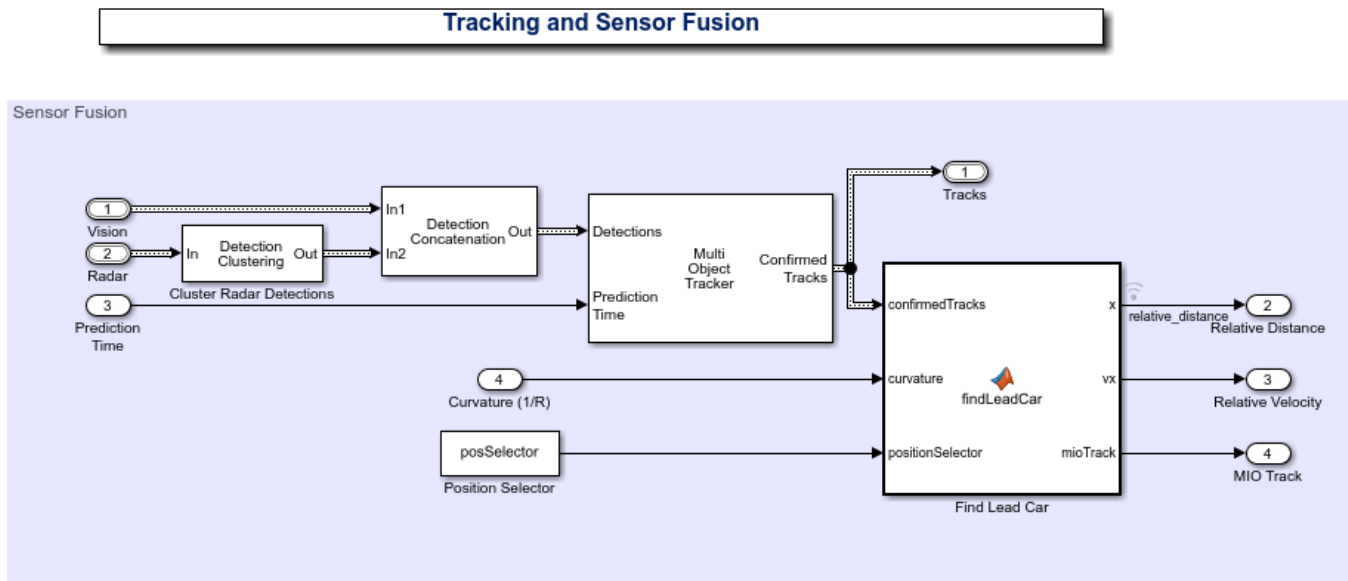 Tracking and Sensor Fusion
Sensor Fusion
1
Vision
2
Radar
3
Prediction
Time
In
Detection
Clustering
Out
Cluster Radar Detections
In1
In2
Detection
Concatenation
Out
Detections
Prediction
Time
Multi
Object
Tracker
Confirmed
Tracks
1
Tracks
4
Curvature (1/R)
posSelector
Position Selector
confirmedTracks
curvature
positionSelector
findLeadCar
x
vx
mioTrack
Find Lead Car
relative_distance
2
Relative Distance
3
Relative Velocity
4
MIO Track